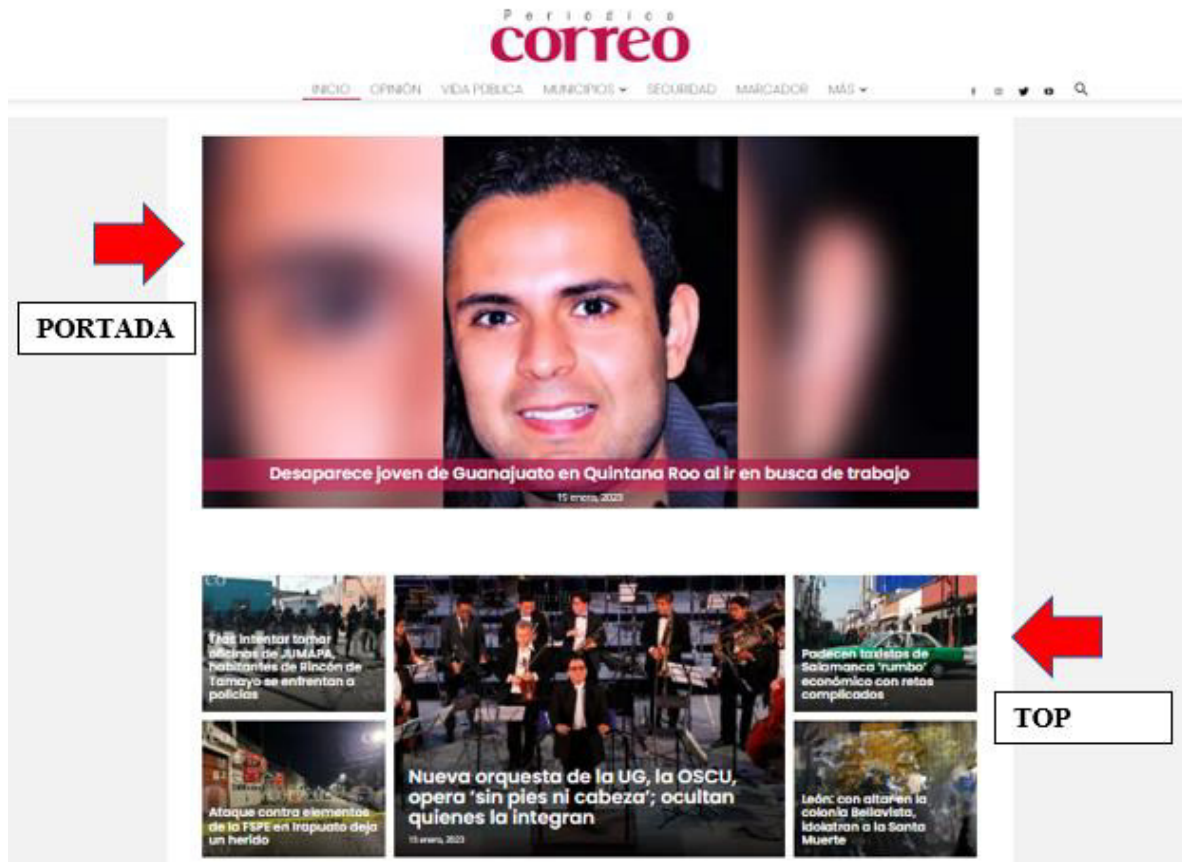 Periódico
correo
INICIO OPINIÓN VIDA PÚBLICA MUNICIPIOS SEGURIDAD MARCADOR MÁS
PORTADA
Desaparece joven de Guanajuato en Quintana Roo al ir en busca de trabajo
15 enero, 2023
CO
Tras intentar tomar
oficinas de JUMAPA,
habitantes de Rincón de
Tamayo se enfrentan a
policías
Ataque contra elementos
de la FSPE en Irapuato deja
un herido
Nueva orquesta de la UG, la OSCU,
opera ‘sin pies ni cabeza’; ocultan
quienes la integran
15 enero, 2023
Padecen taxistas de
Salamanca ‘rumbo’
económico con retos
complicados
León: con altar en la
colonia Bellavista,
idolatran a la Santa
Muerte
TOP